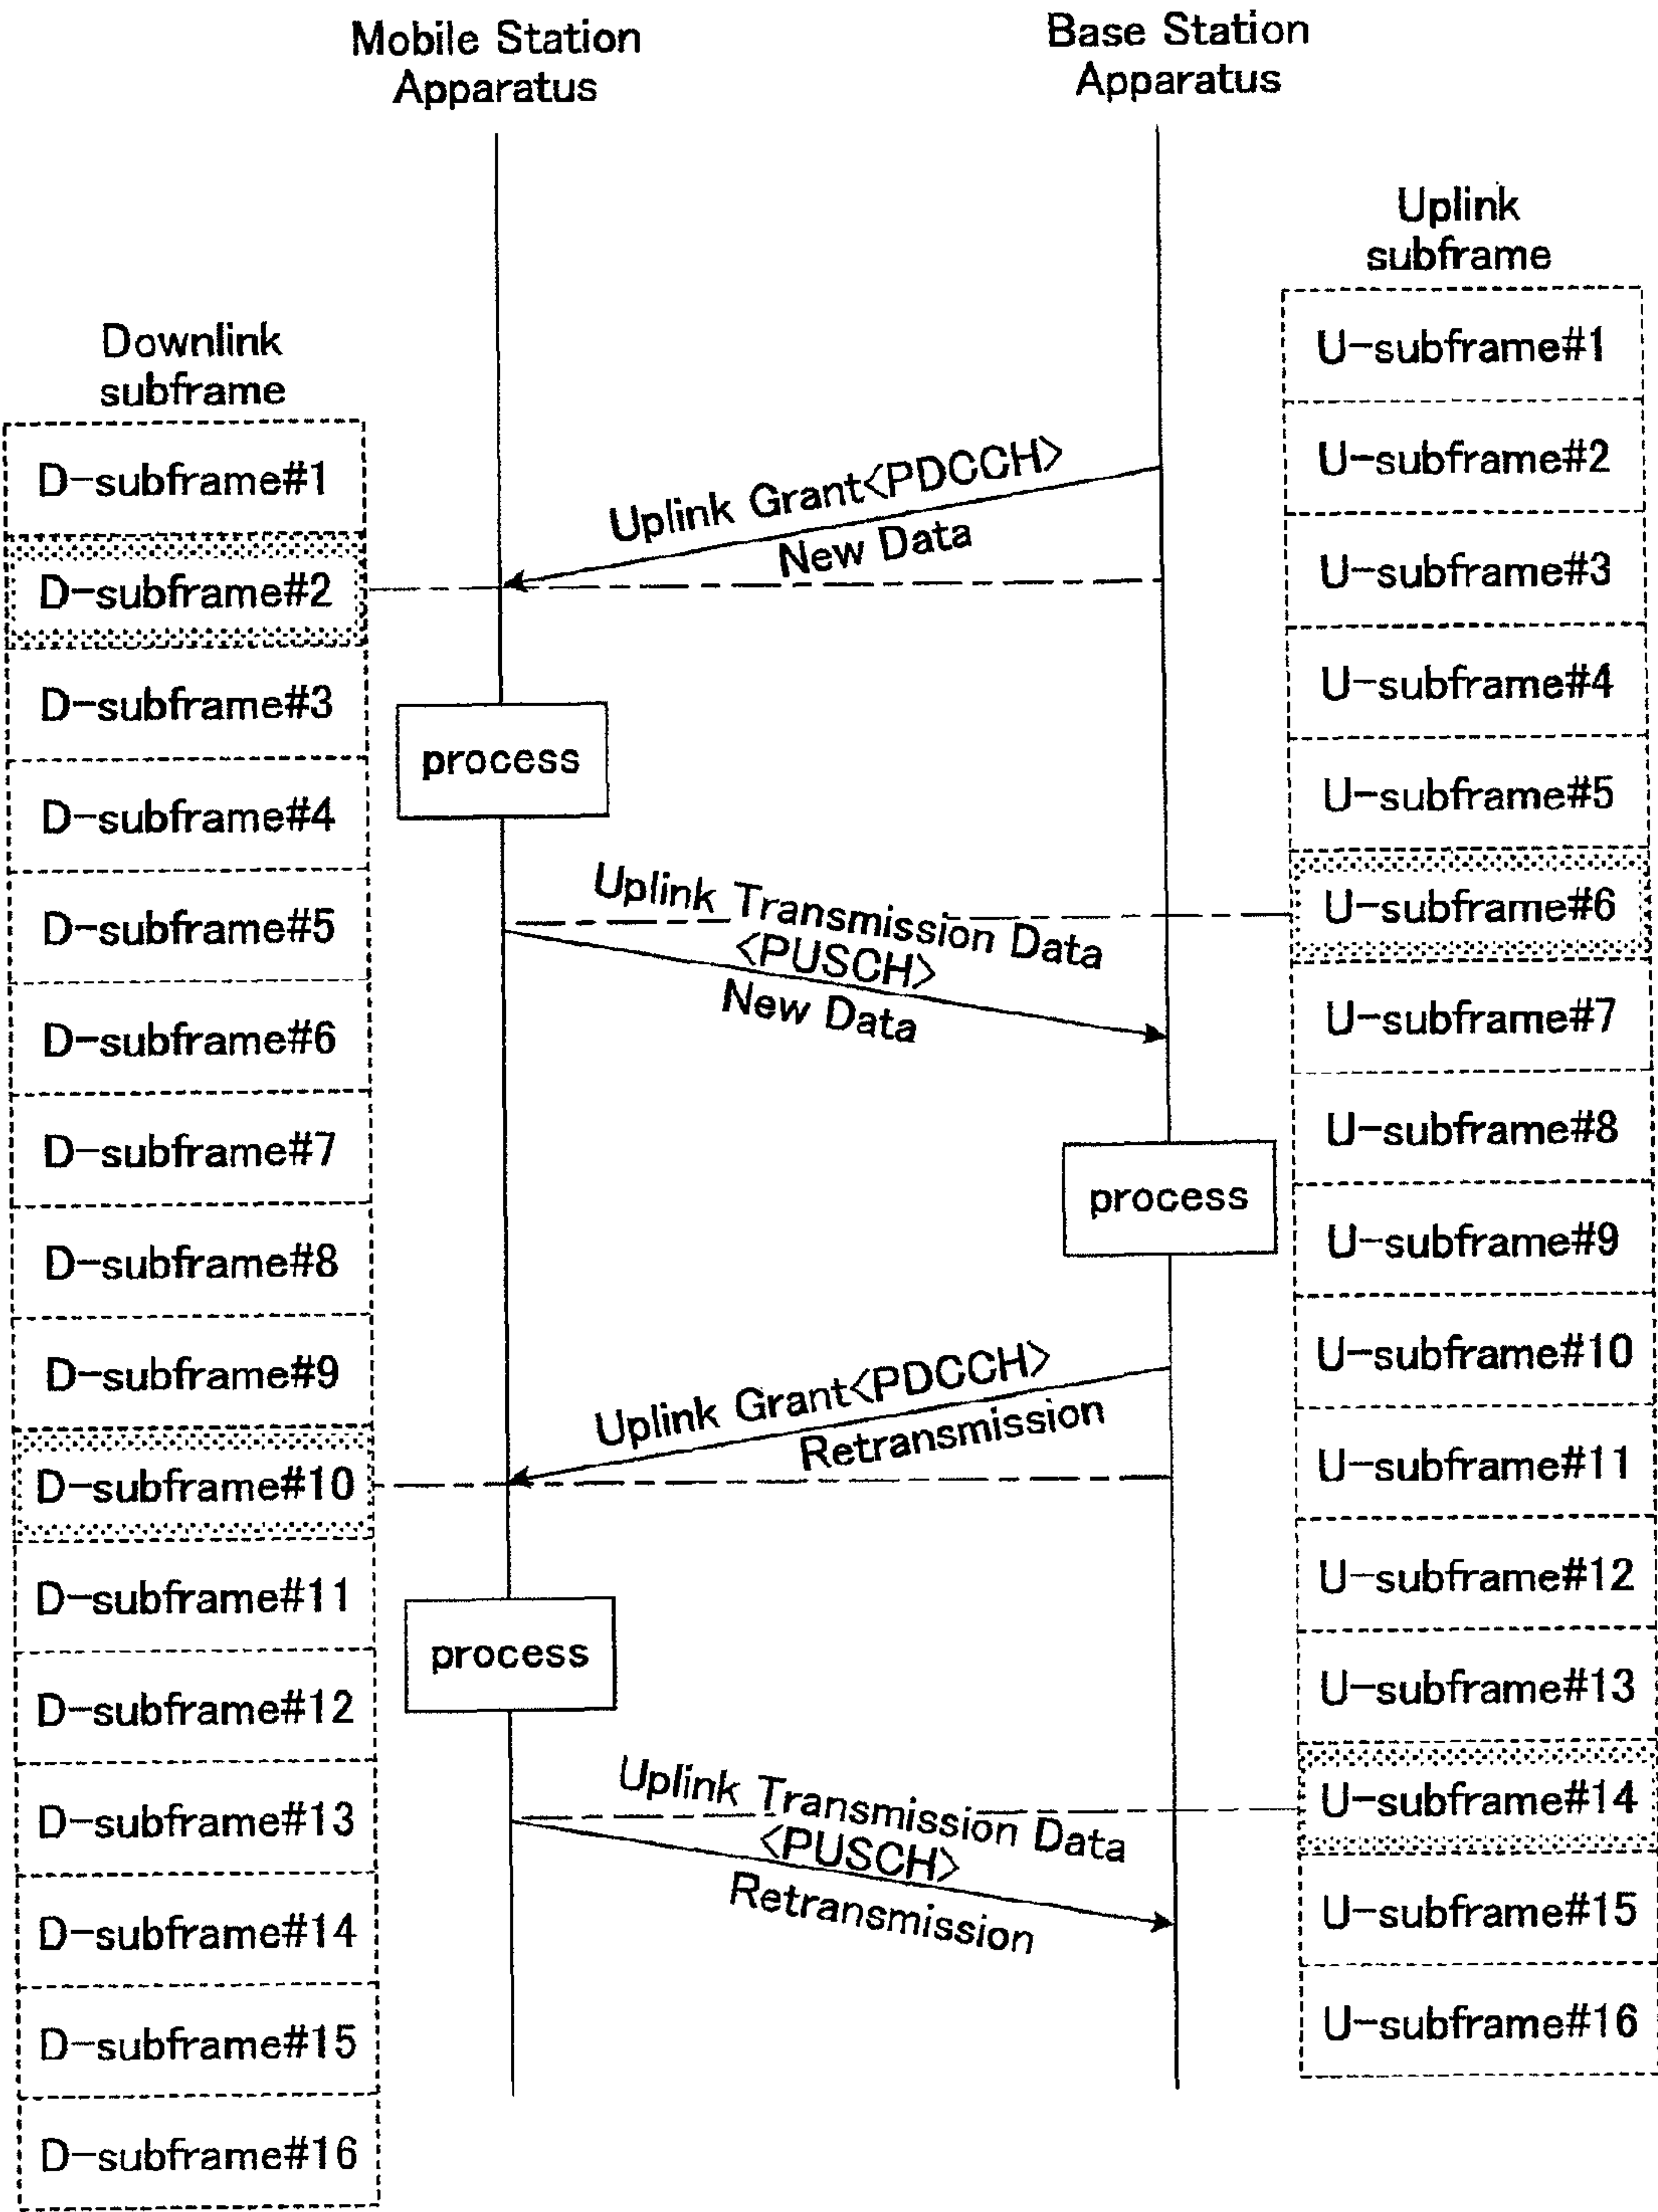 Mobile Station
Apparatus
Base Station
Apparatus
Uplink
subframe
Downlink
subframe
U-subframe#1
U-subframe#2
U-subframe#3
U-subframe#4
U-subframe#5
U-subframe#6
U-subframe#7
U-subframe#8
U-subframe#9
U-subframe#10
U-subframe#11
U-subframe#12
U-subframe#13
U-subframe#14
U-subframe#15
U-subframe#16
D-subframe#1
D-subframe#2
D-subframe#3
D-subframe#4
D-subframe#5
D-subframe#6
D-subframe#7
D-subframe#8
D-subframe#9
D-subframe#10
D-subframe#11
D-subframe#12
D-subframe#13
D-subframe#14
D-subframe#15
D-subframe#16
Uplink Grant<PDCCH>
New Data
process
Uplink Transmission Data
<PUSCH>
New Data
process
Uplink Grant<PDCCH>
Retransmission
process
Uplink Transmission Data
<PUSCH>
Retransmission